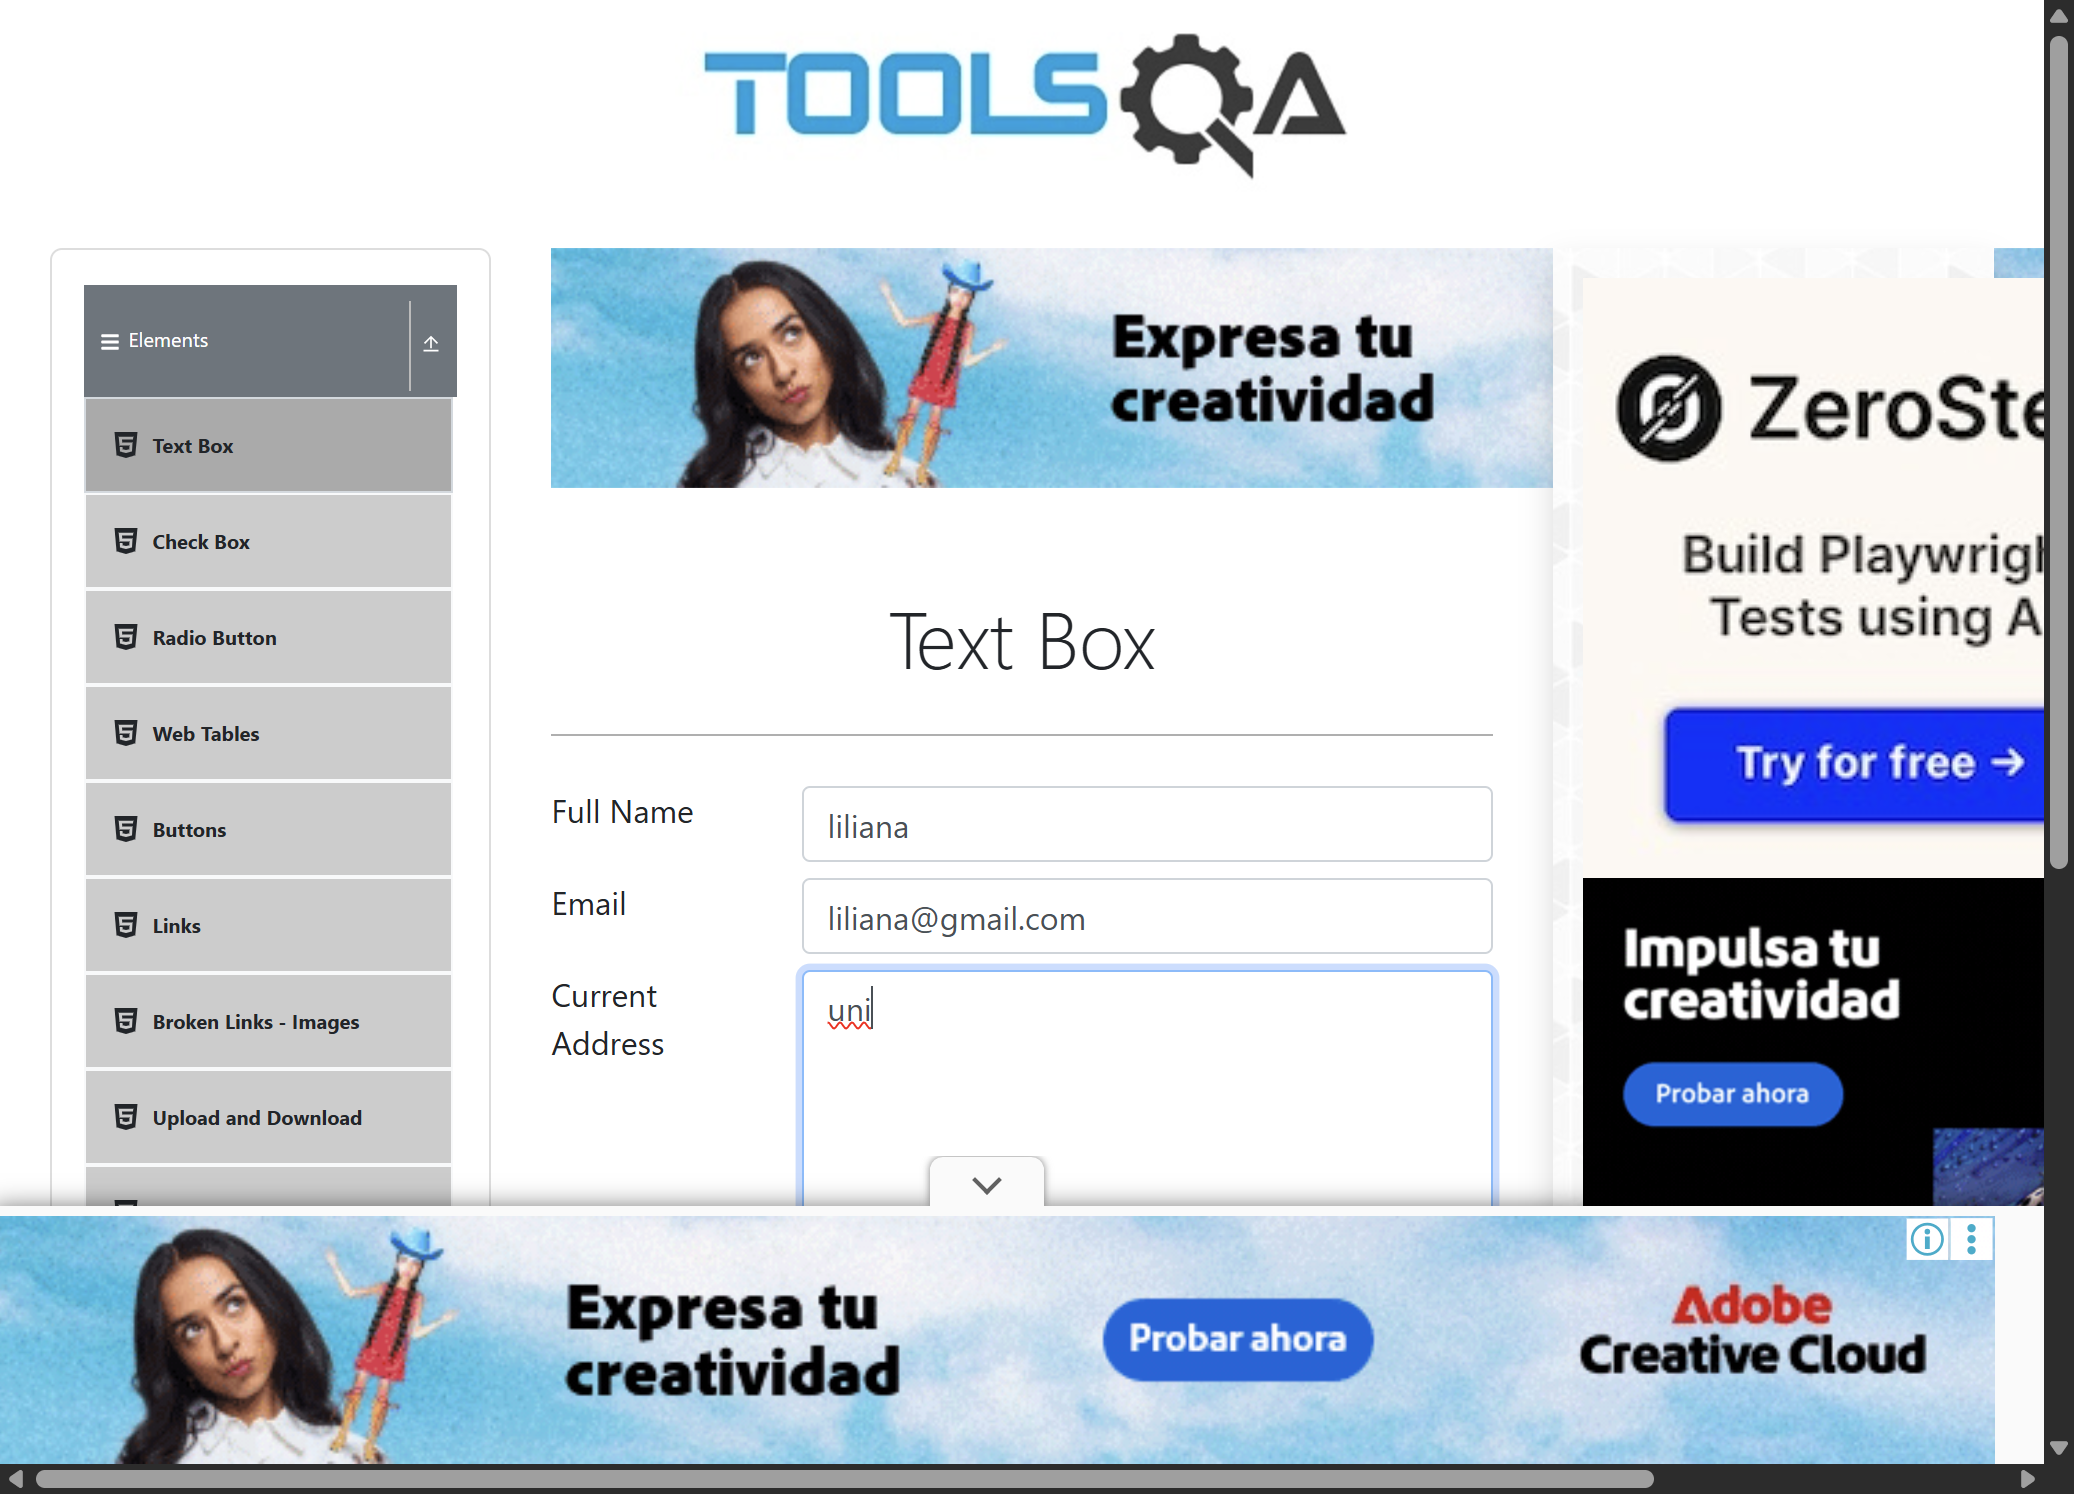 TOOLSQA
Elements
Text Box
Check Box
Radio Button
Web Tables
Buttons
Links
Broken Links - Images
Upload and Download
Expresa tu
creatividad
Text Box
Full Name
liliana
Email
liliana@gmail.com
Current
Address
uni
ZeroSte
Build Playwrigh
Tests using A
Try for free →
Impulsa tu
creatividad
Probar ahora
Expresa tu
creatividad
Probar ahora
Adobe
Creative Cloud